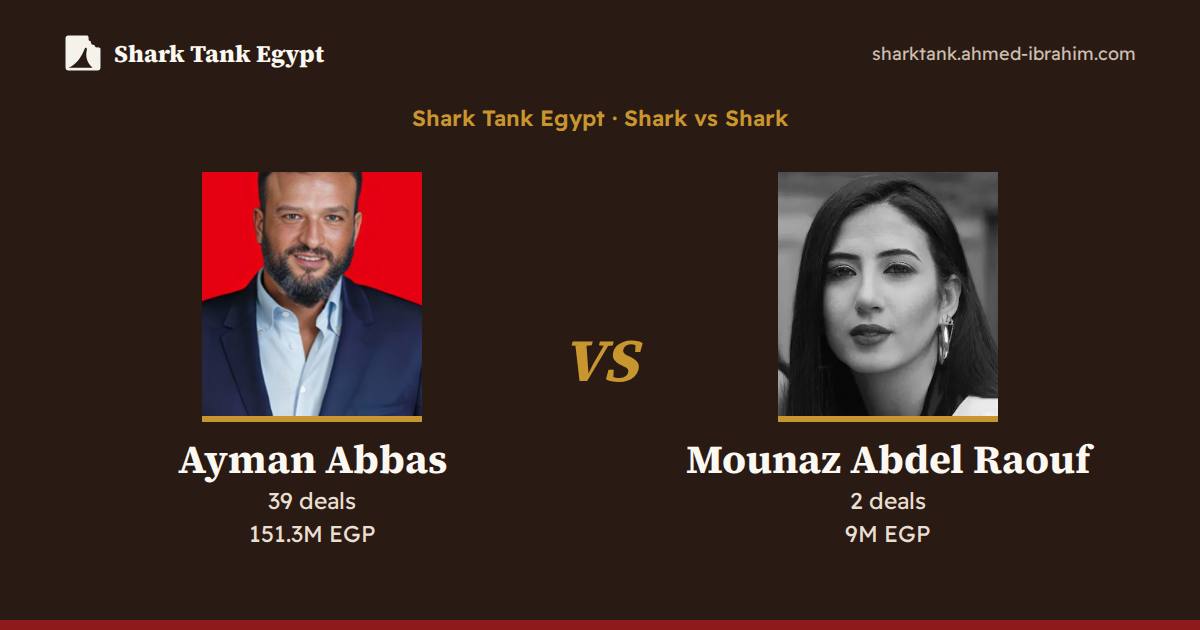 Shark Tank Egypt
sharktank.ahmed-ibrahim.com
Shark Tank Egypt · Shark vs Shark
VS
Ayman Abbas
39 deals
151.3M EGP
Mounaz Abdel Raouf
2 deals
9M EGP